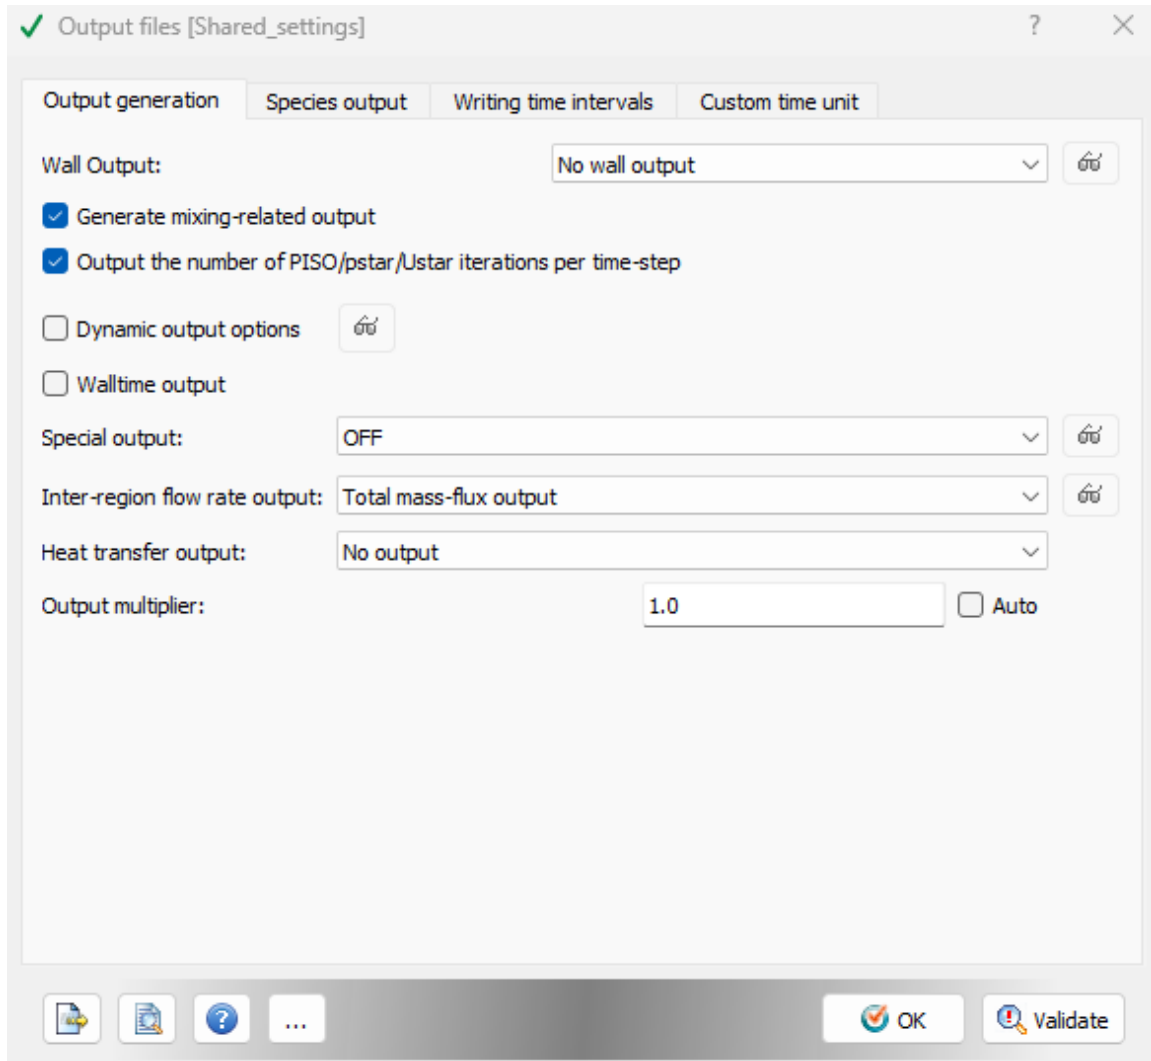 Output files [Shared_settings]
?
Output generation
Species output
Writing time intervals
Custom time unit
Wall Output:
No wall output
Generate mixing-related output
Output the number of PISO/pstar/Ustar iterations per time-step
Dynamic output options
Walltime output
Special output:
OFF
Inter-region flow rate output:
Total mass-flux output
Heat transfer output:
No output
Output multiplier:
1.0
Auto
...
OK
Validate